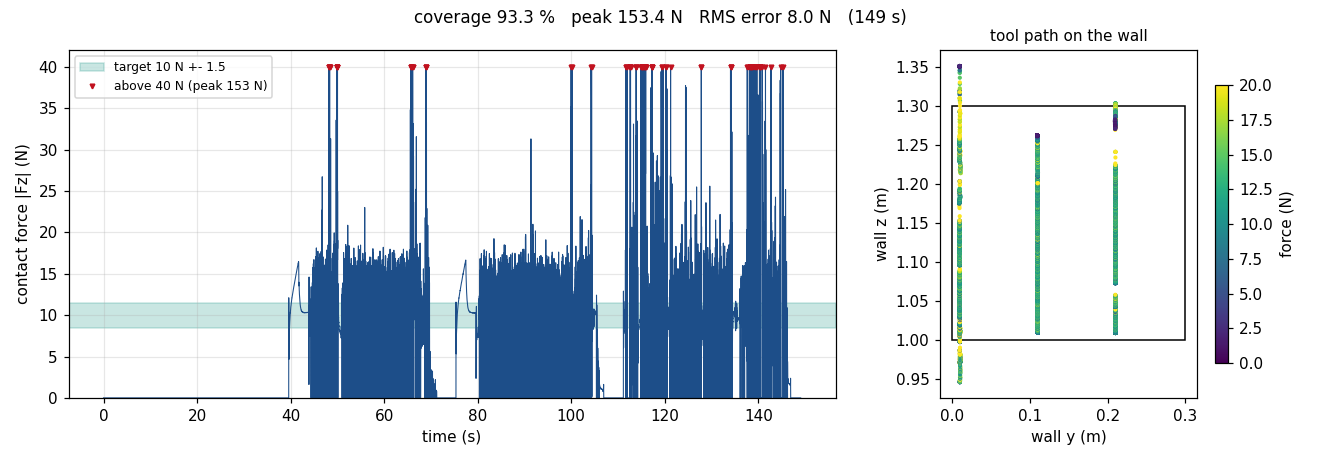 coverage 93.3 %   peak 153.4 N   RMS error 8.0 N   (149 s)
target 10 N +- 1.5
above 40 N (peak 153 N)
contact force |Fz| (N)
40
35
30
25
20
15
10
5
0
0 20 40 60 80 100 120 140
time (s)
tool path on the wall
wall z (m)
1.35
1.30
1.25
1.20
1.15
1.10
1.05
1.00
0.95
0.0 0.1 0.2 0.3
wall y (m)
20.0
17.5
15.0
12.5
10.0
7.5
5.0
2.5
0.0
force (N)